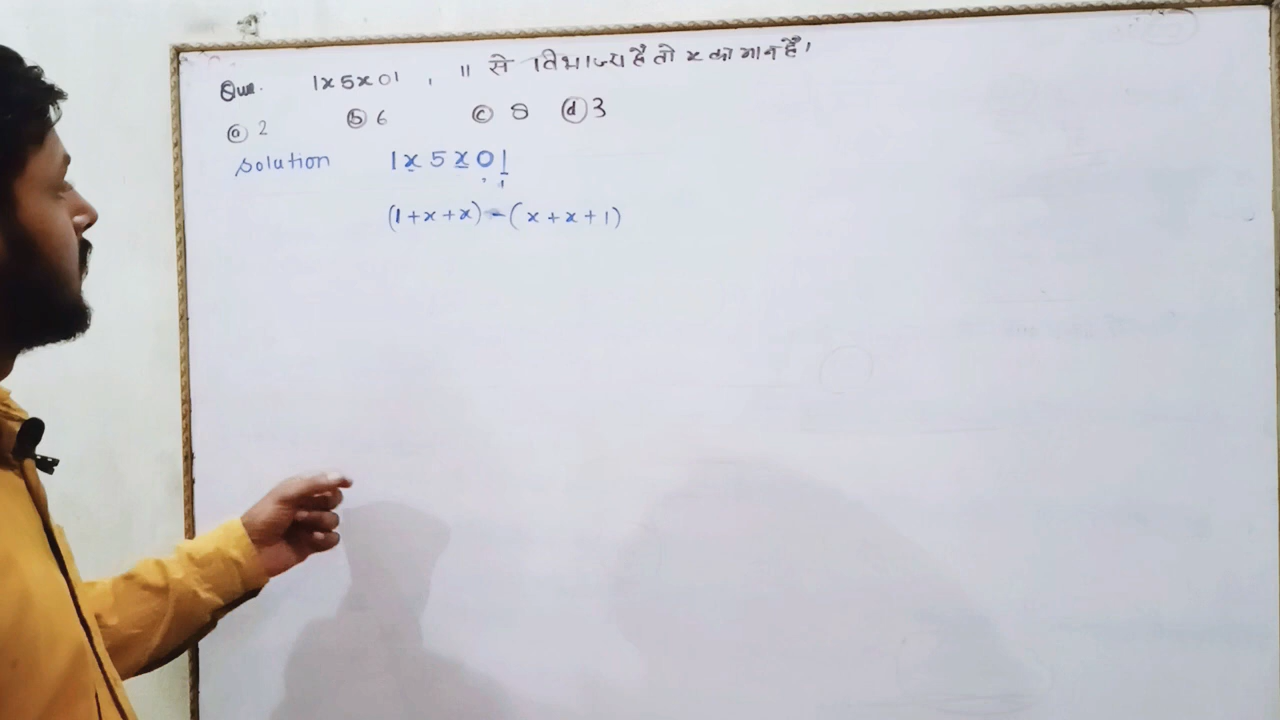 Que. 1x5x01 , 11 से विभाज्य है तो x का मान है।
ⓐ 2 ⓑ 6 ⓒ 8 ⓓ 3
Solution 1x5x01
(1+x+x) - (x+x+1)